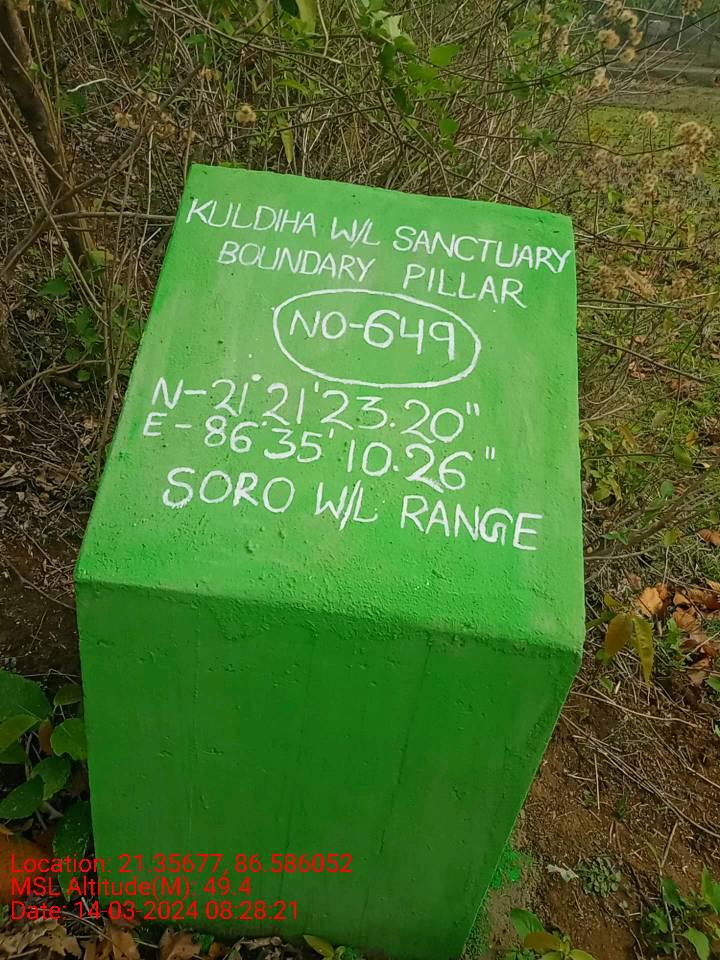 KULDIHA W/L SANCTUARY
BOUNDARY PILLAR
NO-649
N-21°21'23.20"
E-86°35'10.26"
SORO W/L RANGE
Location: 21.35677, 86.586052
MSL Altitude(M): 49.4
Date: 14-03-2024 08:28:21